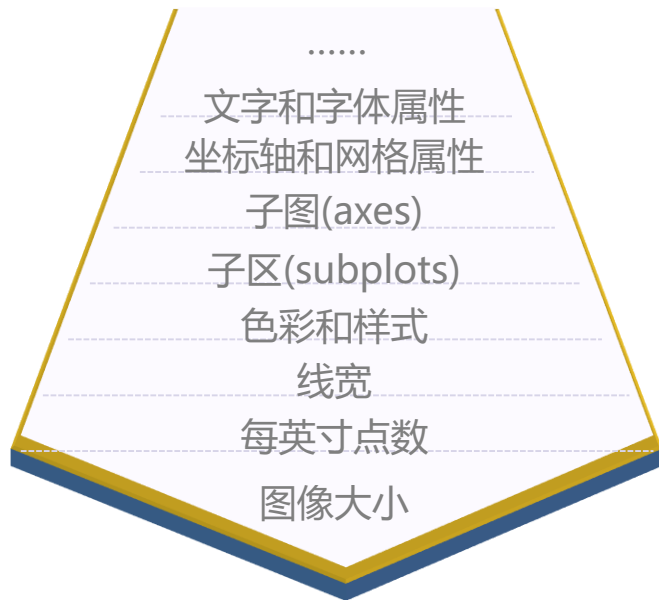 ……
文字和字体属性
坐标轴和网格属性
子图(axes)
子区(subplots)
色彩和样式
线宽
每英寸点数
图像大小